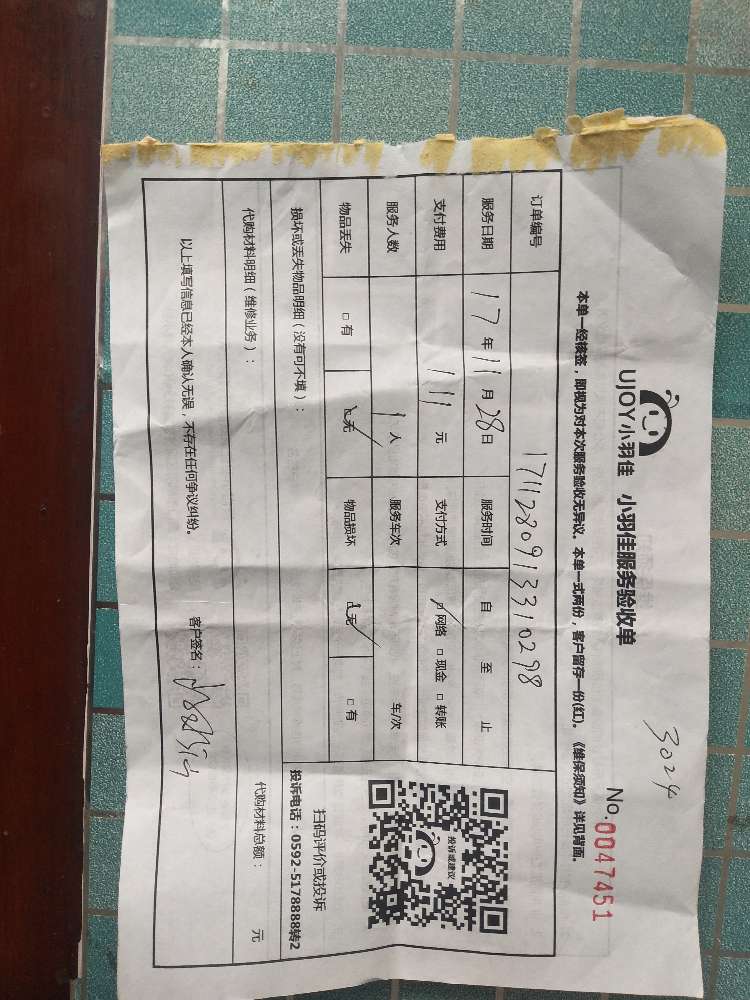 3024
UJOY小羽佳 小羽佳服务验收单
No.0047451
本单一经核签，即视为对本次服务验收无异议。本单一式两份，客户留存一份(红)。《维保须知》详见背面。
订单编号 1711280913310298
服务日期 17年11月28日 服务时间 自 至 止
支付费用 111元 支付方式 ☑网络 □现金 □转账
服务人数 1人 服务车次 车/次
物品丢失 □有 ☑无 物品损坏 ☑无 □有
投诉或建议
扫码评价或投诉
投诉电话：0592-5178888转2
损坏或丢失物品明细（没有可不填）：
代购材料明细（维修业务）： 代购材料总额： 元
以上填写信息已经本人确认无误，不存在任何争议纠纷。
客户签名：